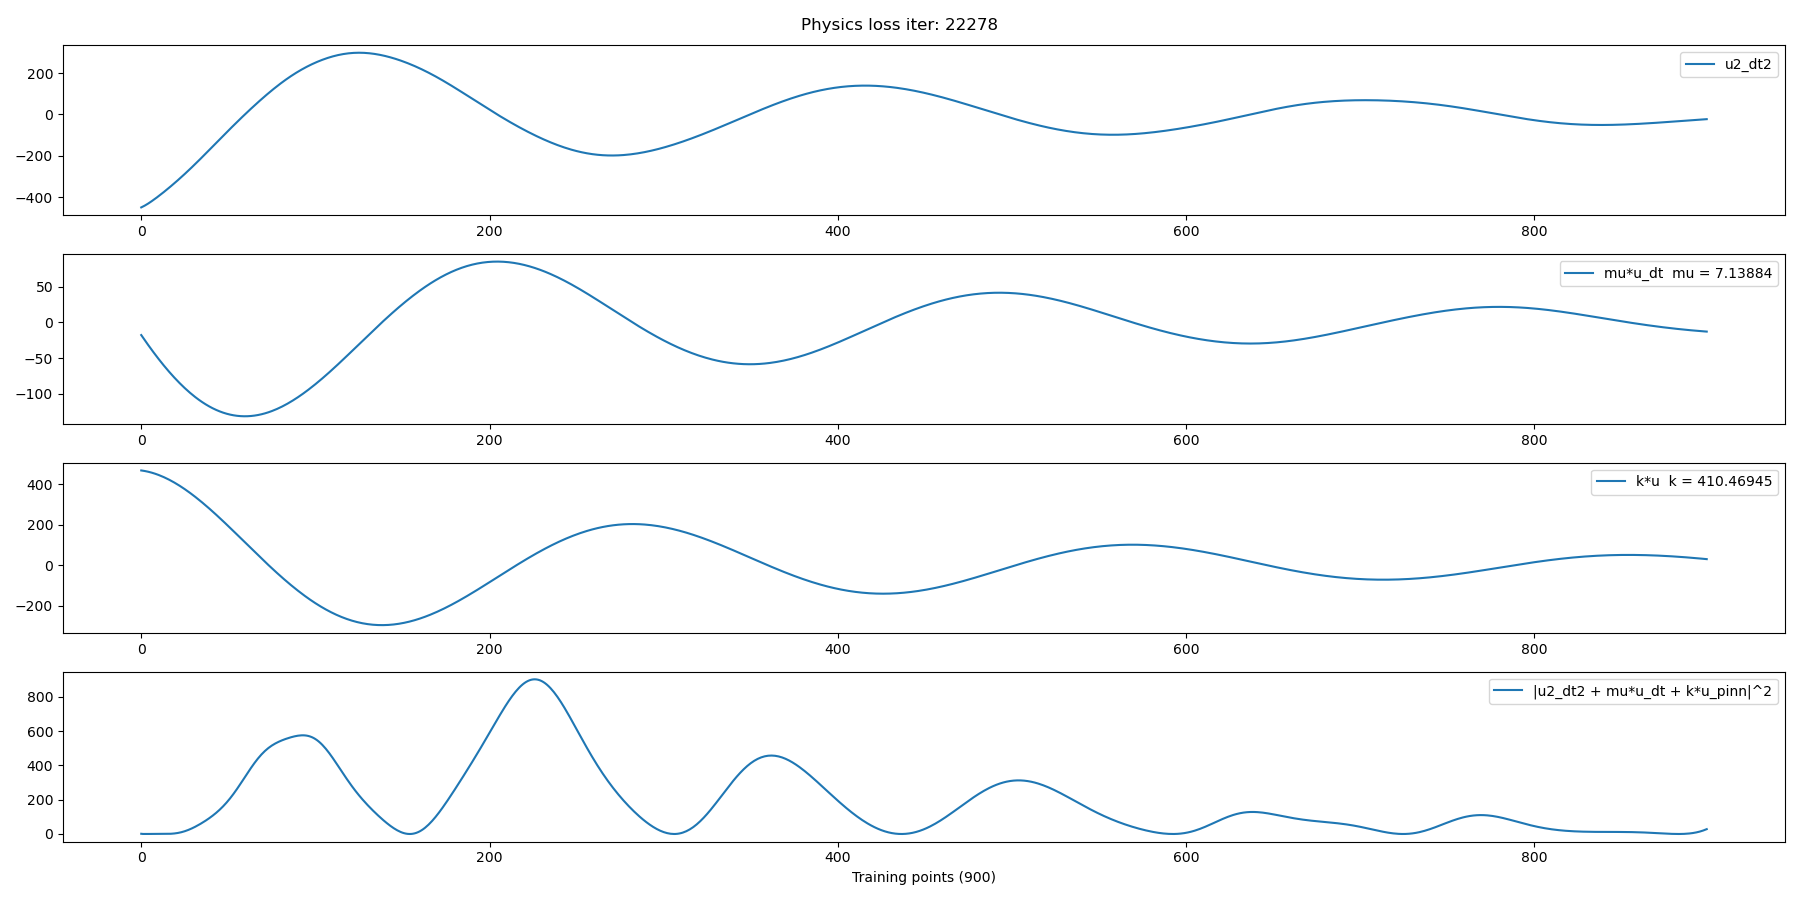 Physics loss iter: 22278
u2_dt2
200
0
−200
−400
0 200 400 600 800
mu*u_dt mu = 7.13884
50
0
−50
−100
0 200 400 600 800
k*u k = 410.46945
400
200
0
−200
0 200 400 600 800
|u2_dt2 + mu*u_dt + k*u_pinn|^2
800
600
400
200
0
0 200 400 600 800
Training points (900)